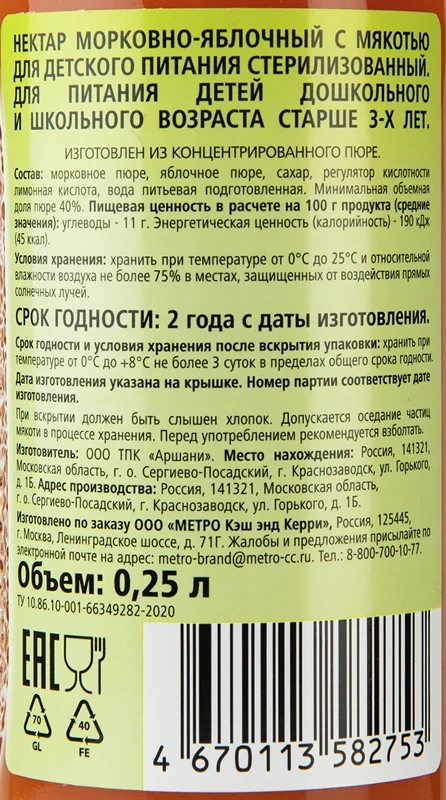 НЕКТАР МОРКОВНО-ЯБЛОЧНЫЙ С МЯКОТЬЮ
ДЛЯ ДЕТСКОГО ПИТАНИЯ СТЕРИЛИЗОВАННЫЙ.
ДЛЯ ПИТАНИЯ ДЕТЕЙ ДОШКОЛЬНОГО
И ШКОЛЬНОГО ВОЗРАСТА СТАРШЕ 3-Х ЛЕТ.
ИЗГОТОВЛЕН ИЗ КОНЦЕНТРИРОВАННОГО ПЮРЕ.
Состав: морковное пюре, яблочное пюре, сахар, регулятор кислотности
лимонная кислота, вода питьевая подготовленная. Минимальная объемная
доля пюре 40%. Пищевая ценность в расчете на 100 г продукта (средние
значения): углеводы - 11 г. Энергетическая ценность (калорийность) - 190 кДж
(45 ккал).
Условия хранения: хранить при температуре от 0°С до 25°С и относительной
влажности воздуха не более 75% в местах, защищенных от воздействия прямых
солнечных лучей.
СРОК ГОДНОСТИ: 2 года с даты изготовления.
Срок годности и условия хранения после вскрытия упаковки: хранить при
температуре от 0°С до +8°С не более 3 суток в пределах общего срока годности.
Дата изготовления указана на крышке. Номер партии соответствует дате
изготовления.
При вскрытии должен быть слышен хлопок. Допускается оседание частиц
мякоти в процессе хранения. Перед употреблением рекомендуется взболтать.
Изготовитель: ООО ТПК «Аршани». Место нахождения: Россия, 141321,
Московская область, г. о. Сергиево-Посадский, г. Краснозаводск, ул. Горького,
д. 1Б. Адрес производства: Россия, 141321, Московская область,
г. о. Сергиево-Посадский, г. Краснозаводск, ул. Горького, д. 1Б.
Изготовлено по заказу ООО «МЕТРО Кэш энд Керри», Россия, 125445,
г. Москва, Ленинградское шоссе, д. 71Г. Жалобы и предложения присылайте по
электронной почте на адрес: metro-brand@metro-cc.ru. Тел.: 8-800-700-10-77.
Объем: 0,25 л
ТУ 10.86.10-001-66349282-2020
EAC
70
GL
40
FE
4 670113 582753